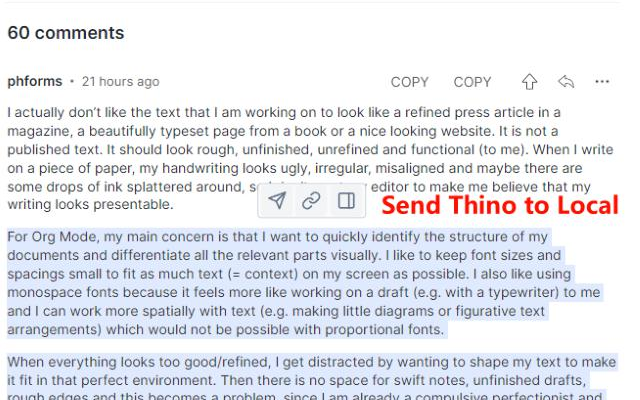 60 comments
phforms • 21 hours ago COPY COPY
I actually don't like the text that I am working on to look like a refined press article in a
magazine, a beautifully typeset page from a book or a nice looking website. It is not a
published text. It should look rough, unfinished, unrefined and functional (to me). When I write
on a piece of paper, my handwriting looks ugly, irregular, misaligned and maybe there are
some drops of ink splattered around, editor to make me believe that my
writing looks presentable.
Send Thino to Local
For Org Mode, my main concern is that I want to quickly identify the structure of my
documents and differentiate all the relevant parts visually. I like to keep font sizes and
spacings small to fit as much text (= context) on my screen as possible. I also like using
monospace fonts because it feels more like working on a draft (e.g. with a typewriter) to me
and I can work more spatially with text (e.g. making little diagrams or figurative text
arrangements) which would not be possible with proportional fonts.
When everything looks too good/refined, I get distracted by wanting to shape my text to make
it fit in that perfect environment. Then there is no space for swift notes, unfinished drafts,
rough edges and this becomes a problem, since I am already a compulsive perfectionist and